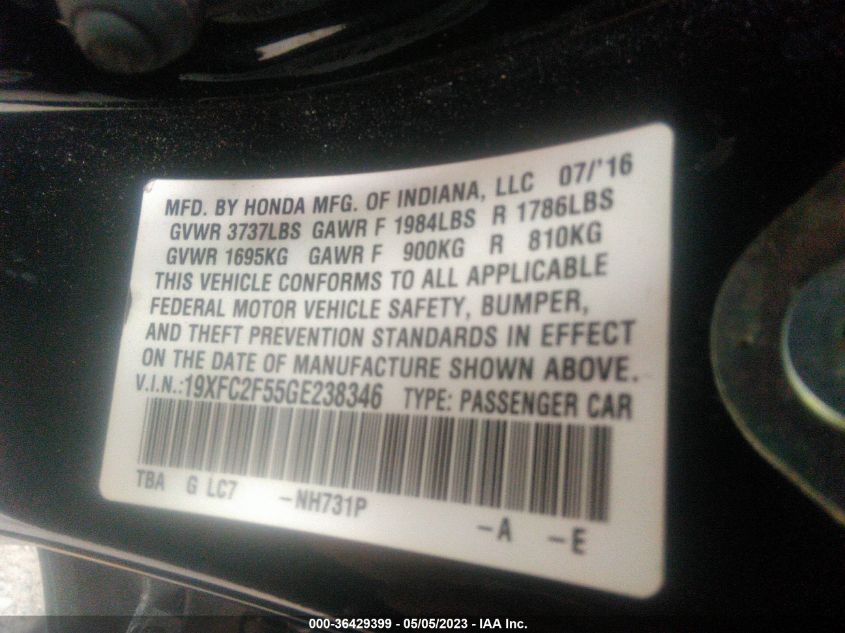 MFD. BY HONDA MFG. OF INDIANA, LLC 07/'16
GVWR 3737LBS GAWR F 1984LBS R 1786LBS
GVWR 1695KG GAWR F 900KG R 810KG
THIS VEHICLE CONFORMS TO ALL APPLICABLE
FEDERAL MOTOR VEHICLE SAFETY, BUMPER,
AND THEFT PREVENTION STANDARDS IN EFFECT
ON THE DATE OF MANUFACTURE SHOWN ABOVE.
V.I.N.:19XFC2F55GE238346 TYPE: PASSENGER CAR
TBA G LC7 -NH731P -A -E
000-36429399 - 05/05/2023 - IAA Inc.